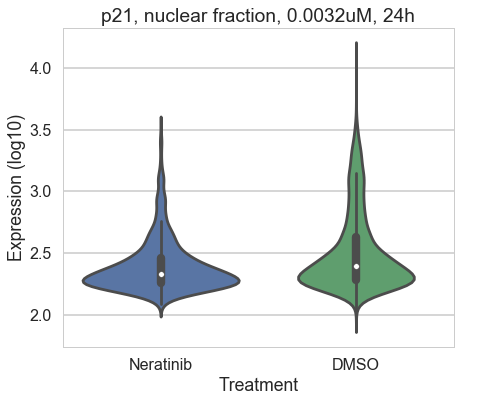 p21, nuclear fraction, 0.0032uM, 24h
Expression (log10)
4.0
3.5
3.0
2.5
2.0
Neratinib DMSO
Treatment